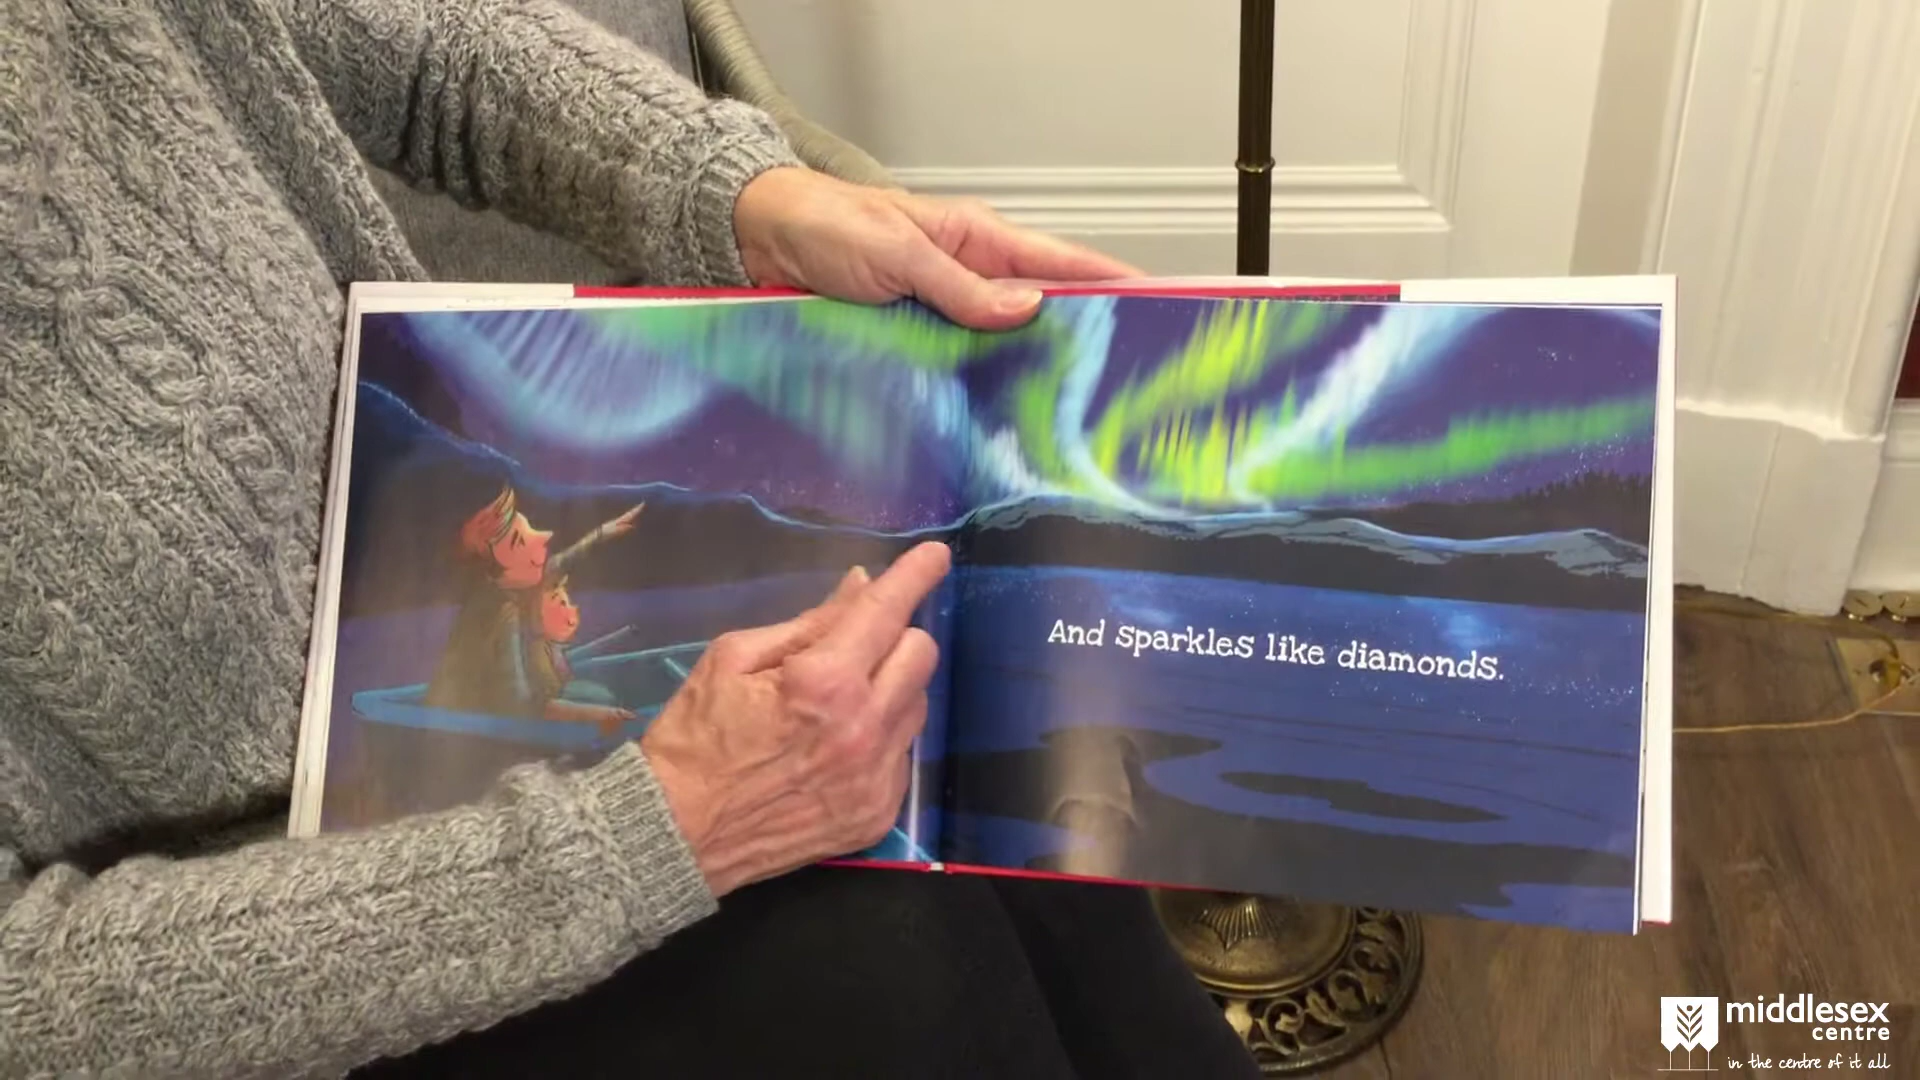 And sparkles like diamonds.
middlesex
centre
in the centre of it all